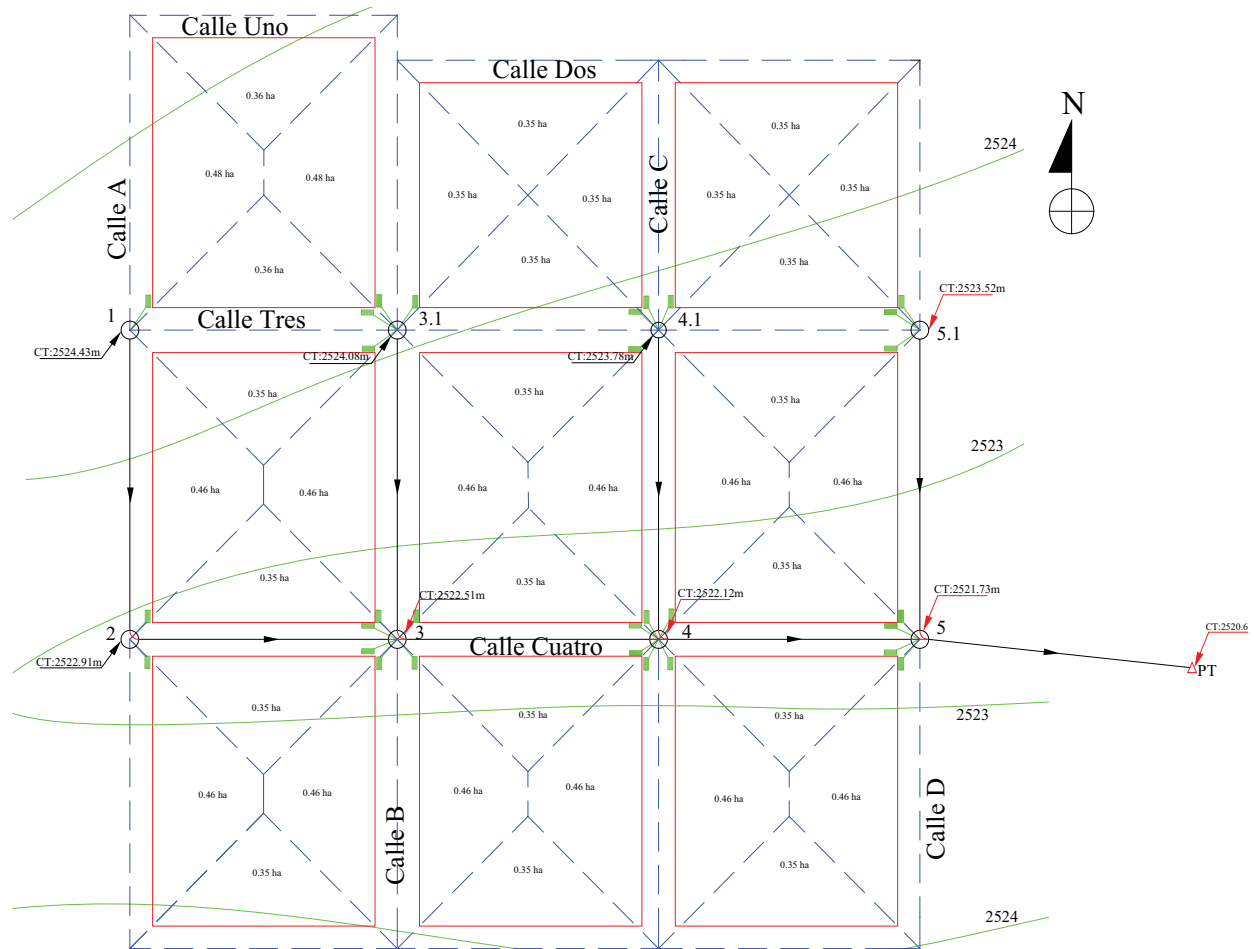 Calle Uno
Calle Dos
0.36 ha
0.48 ha
0.48 ha
0.36 ha
0.35 ha
0.35 ha
0.35 ha
0.35 ha
0.35 ha
0.35 ha
0.35 ha
0.35 ha
Calle A
Calle C
2524
N
1
Calle Tres
3.1
4.1
5.1
CT:2523.52m
CT:2524.43m
CT:2524.08m
CT:2523.78m
0.35 ha
0.46 ha
0.46 ha
0.35 ha
0.35 ha
0.46 ha
0.46 ha
0.35 ha
0.35 ha
0.46 ha
0.46 ha
0.35 ha
2523
CT:2522.51m
CT:2522.12m
CT:2521.73m
CT:2520.6
2
3
Calle Cuatro
4
5
PT
CT:2522.91m
0.35 ha
0.46 ha
0.46 ha
0.35 ha
0.35 ha
0.46 ha
0.46 ha
0.35 ha
0.35 ha
0.46 ha
0.46 ha
0.35 ha
2523
Calle B
Calle D
2524